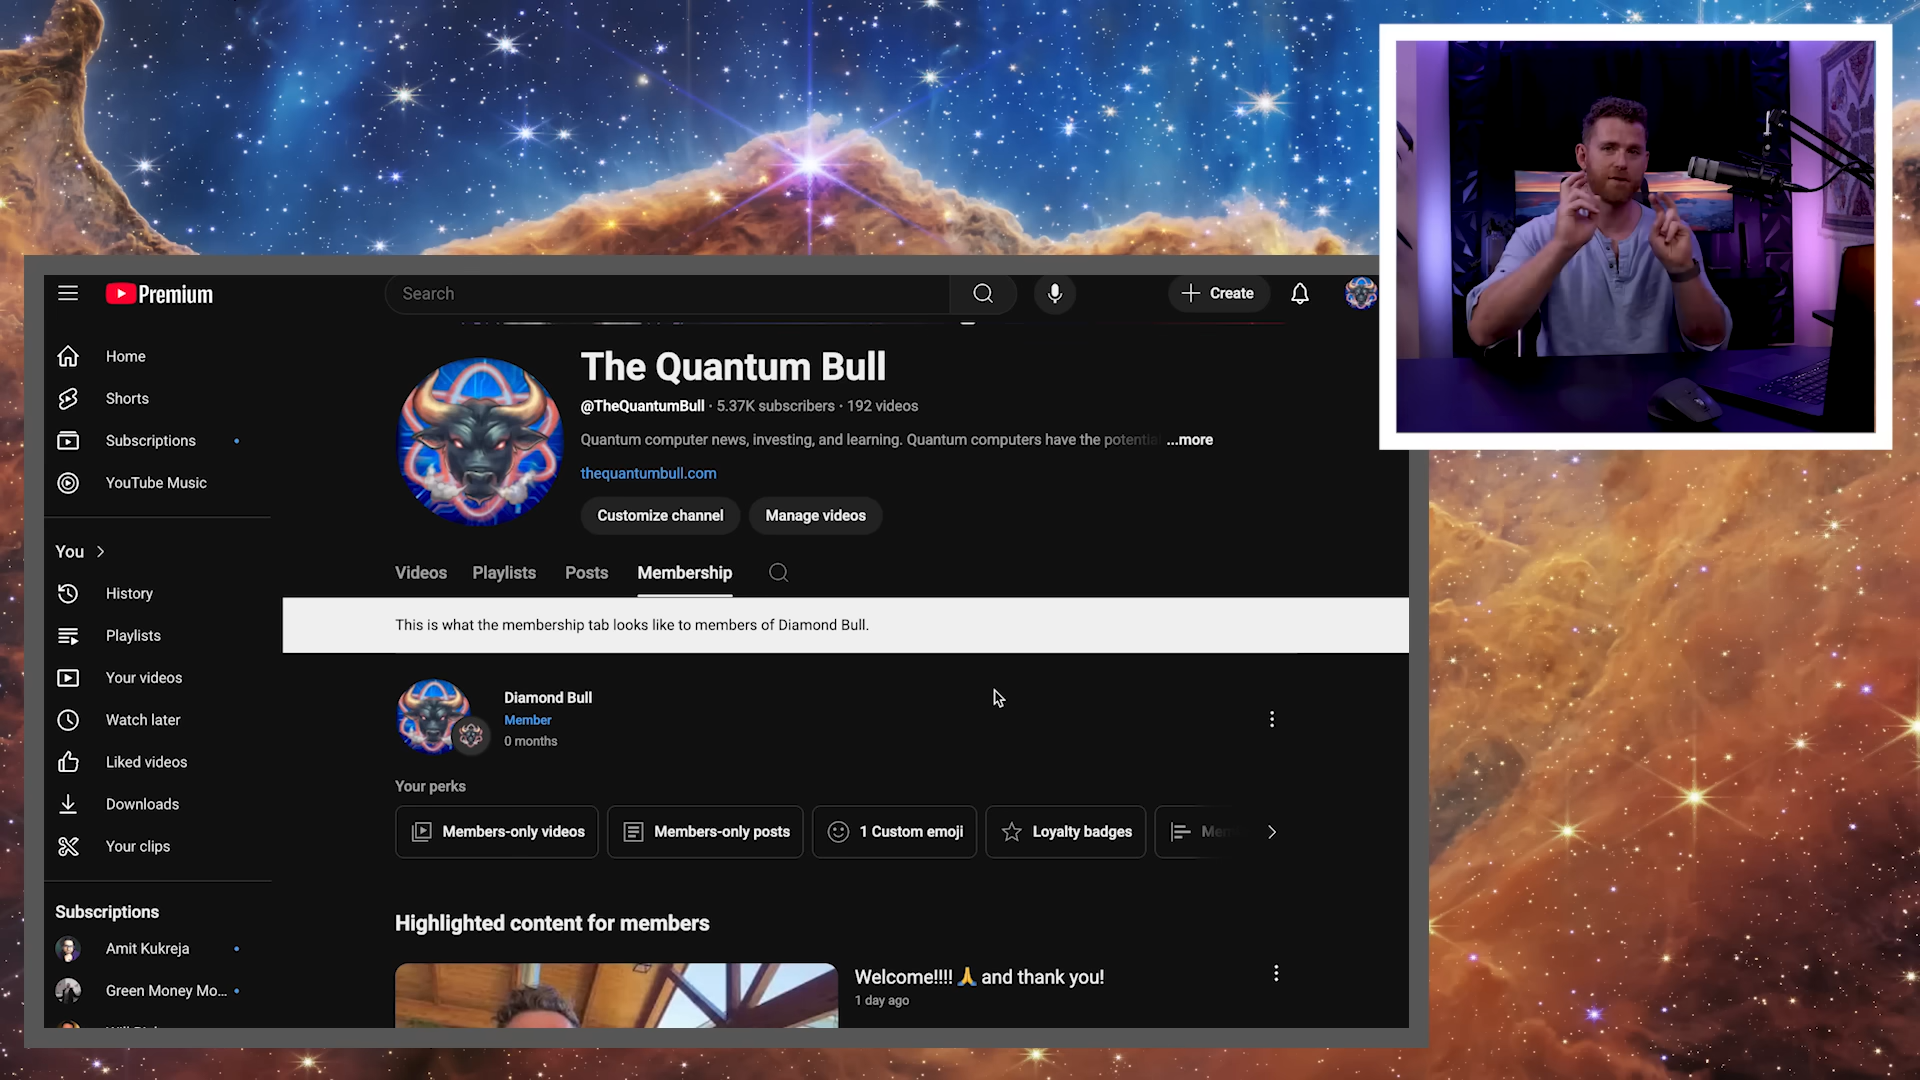 Premium
Search
Create
Home
Shorts
Subscriptions
YouTube Music
You
History
Playlists
Your videos
Watch later
Liked videos
Downloads
Your clips
Subscriptions
Amit Kukreja
Green Money Mo...
The Quantum Bull
@TheQuantumBull · 5.37K subscribers · 192 videos
Quantum computer news, investing, and learning. Quantum computers have the potentia ...more
thequantumbull.com
Customize channel
Manage videos
Videos
Playlists
Posts
Membership
This is what the membership tab looks like to members of Diamond Bull.
Diamond Bull
Member
0 months
Your perks
Members-only videos
Members-only posts
1 Custom emoji
Loyalty badges
Highlighted content for members
Welcome!!!! 🙏 and thank you!
1 day ago